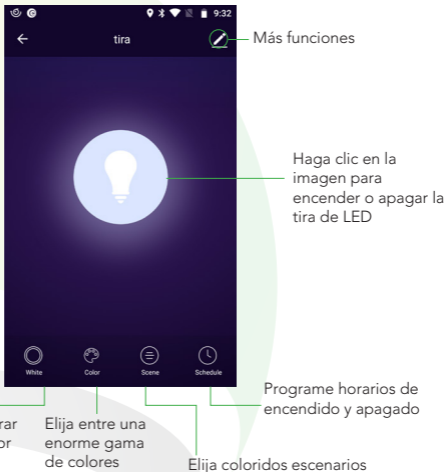 9:32
tira
Más funciones
Haga clic en la
imagen para
encender o apagar la
tira de LED
White
Color
Scene
Schedule
Programe horarios de
encendido y apagado
Elija entre una
enorme gama
de colores
Elija coloridos escenarios